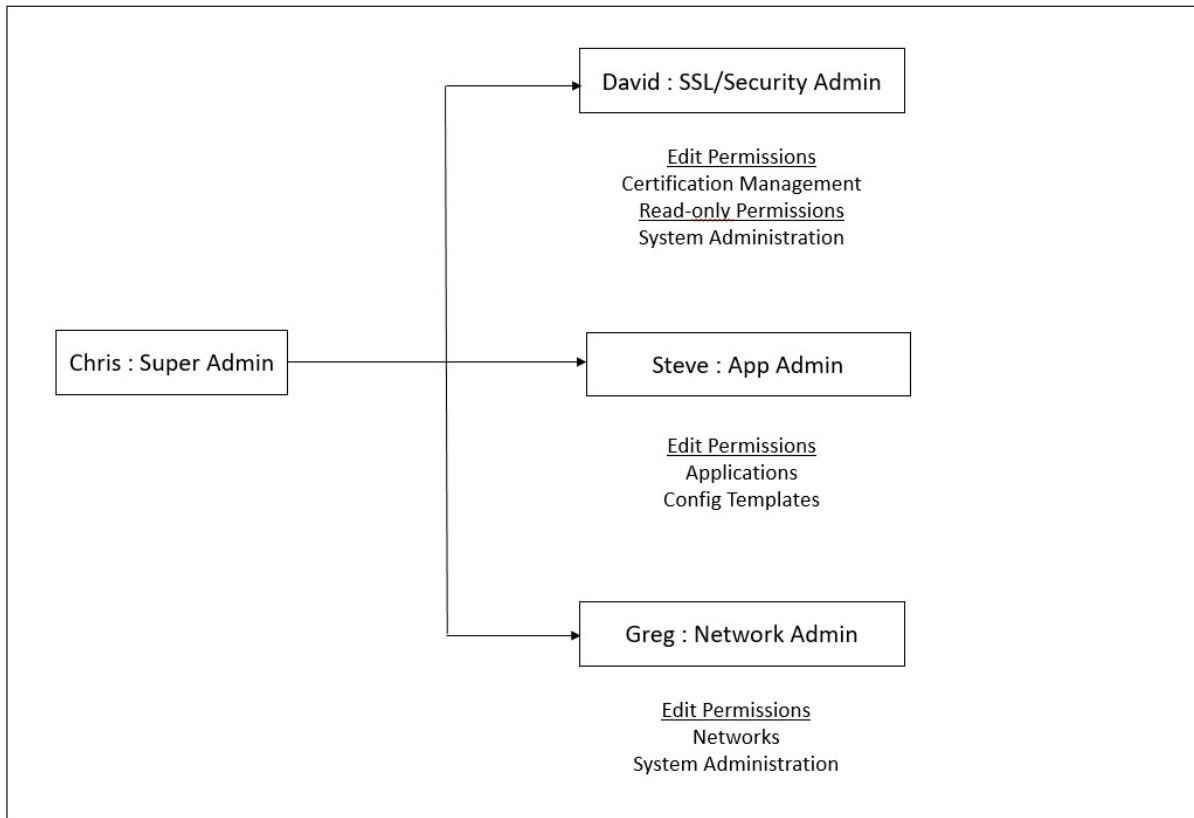 David : SSL/Security Admin
Edit Permissions
Certification Management
Read-only Permissions
System Administration
Chris : Super Admin
Steve : App Admin
Edit Permissions
Applications
Config Templates
Greg : Network Admin
Edit Permissions
Networks
System Administration